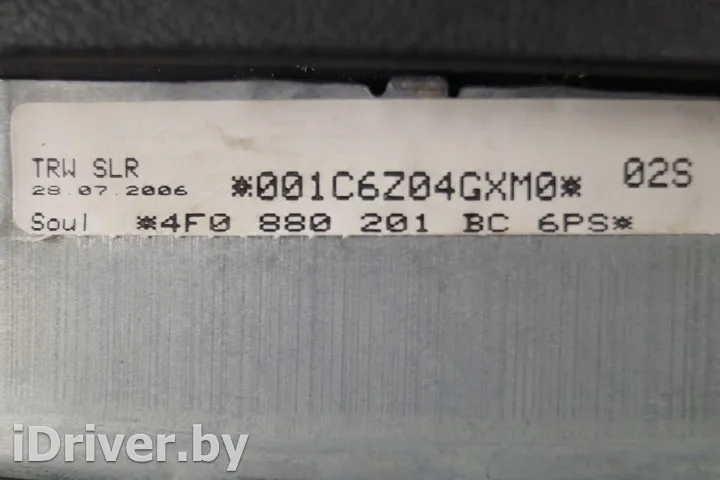 TRW SLR
28.07.2006
*001C6Z04GXM0*
02S
Soul *4F0 880 201 BC 6PS*
iDriver.by